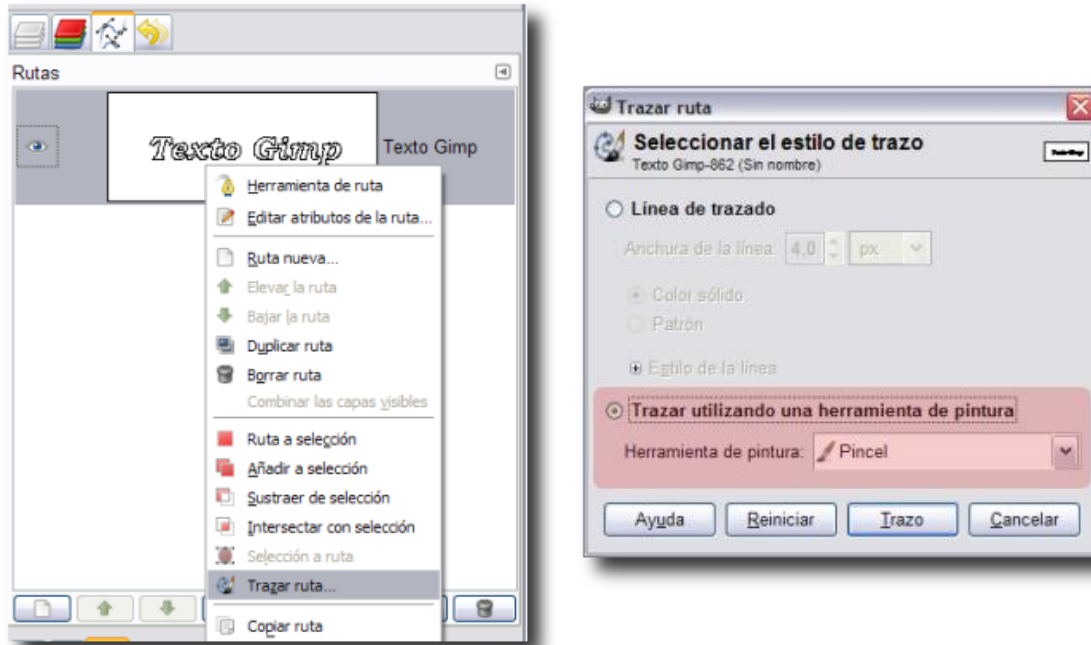 Rutas
Texto Gimp
Texto Gimp
Herramienta de ruta
Editar atributos de la ruta...
Ruta nueva...
Elevar la ruta
Bajar la ruta
Duplicar ruta
Borrar ruta
Combinar las capas visibles
Ruta a selección
Añadir a selección
Sustraer de selección
Intersectar con selección
Selección a ruta
Trazar ruta...
Copiar ruta
Trazar ruta
Seleccionar el estilo de trazo
Texto Gimp-862 (Sin nombre)
Línea de trazado
Anchura de la línea: 4,0 px
Color sólido
Patrón
Estilo de la línea
Trazar utilizando una herramienta de pintura
Herramienta de pintura: Pincel
Ayuda Reiniciar Trazo Cancelar